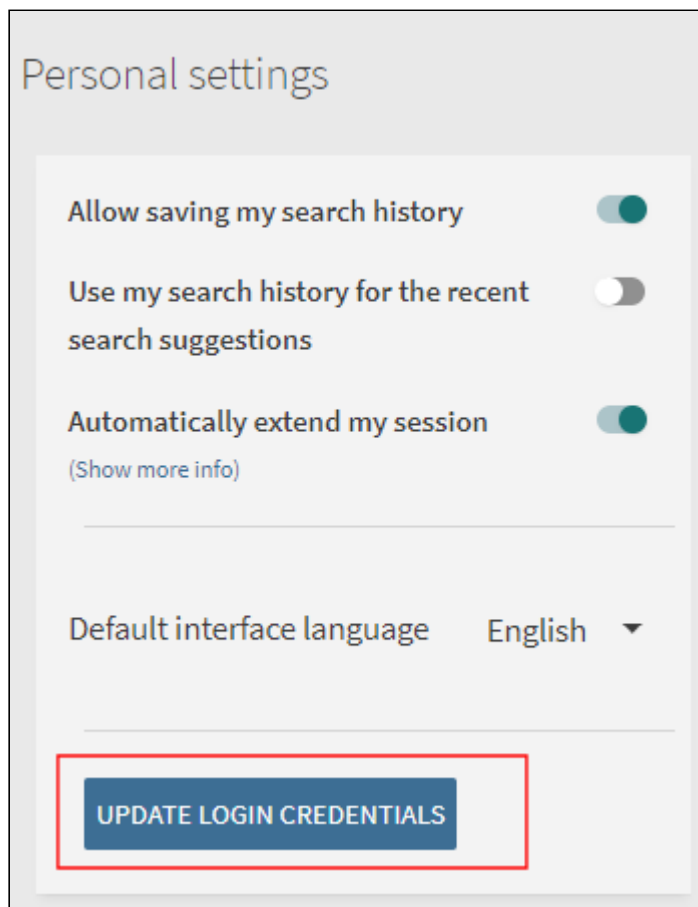 Personal settings
Allow saving my search history
Use my search history for the recent
search suggestions
Automatically extend my session
(Show more info)
Default interface language English
UPDATE LOGIN CREDENTIALS